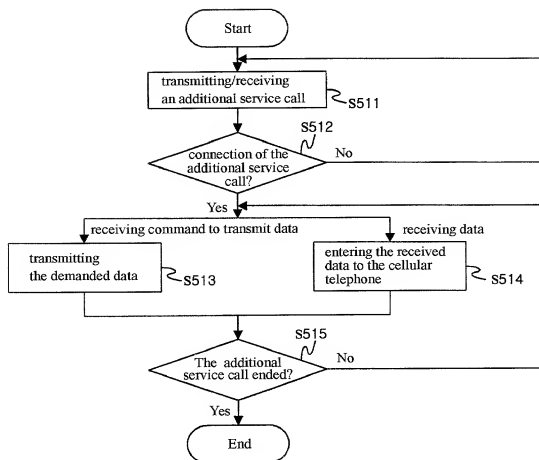 Start
transmitting/receiving
an additional service call
S511
S512
connection of the
additional service
call?
No
Yes
receiving command to transmit data
receiving data
transmitting
the demanded data
S513
entering the received
data to the cellular
telephone
S514
S515
The additional
service call ended?
No
Yes
End